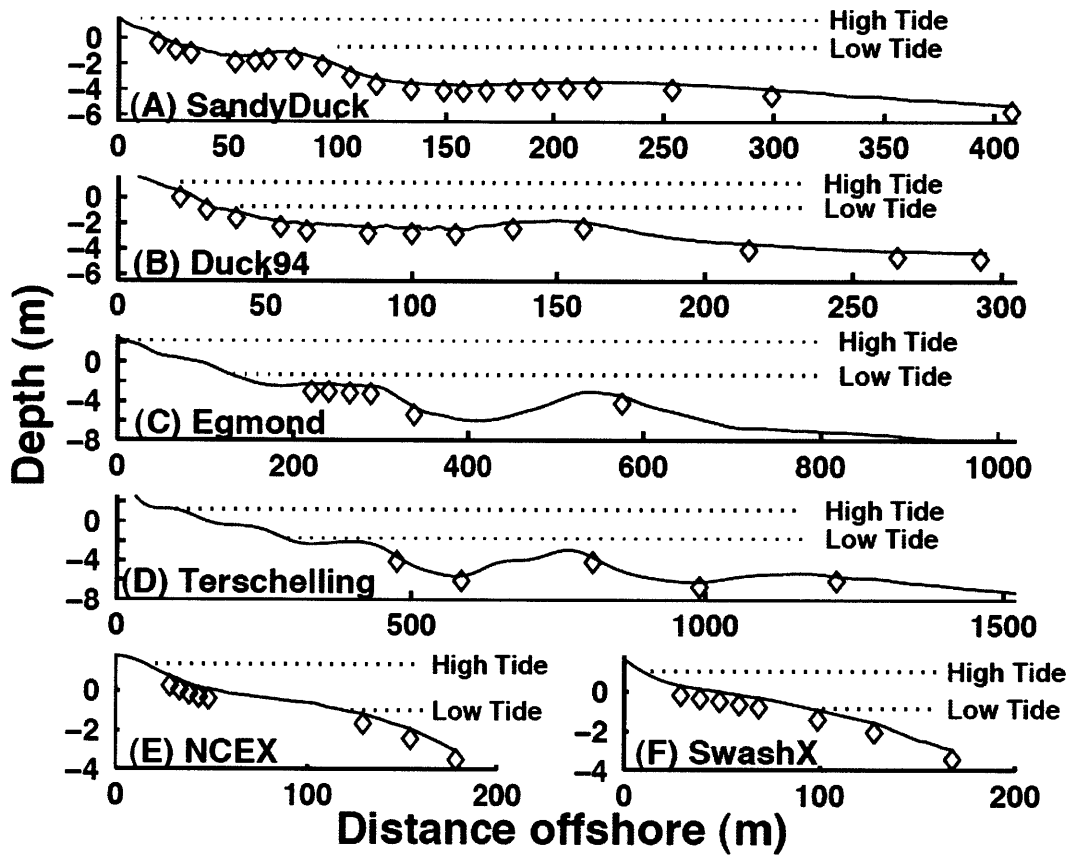 Depth (m)
0
−2
−4
−6
High Tide
Low Tide
(A) SandyDuck
0 50 100 150 200 250 300 350 400
0
−2
−4
−6
High Tide
Low Tide
(B) Duck94
0 50 100 150 200 250 300
0
−4
−8
High Tide
Low Tide
(C) Egmond
0 200 400 600 800 1000
0
−4
−8
High Tide
Low Tide
(D) Terschelling
0 500 1000 1500
0
−2
−4
High Tide
Low Tide
(E) NCEX
0 100 200
0
−2
−4
High Tide
Low Tide
(F) SwashX
0 100 200
Distance offshore (m)